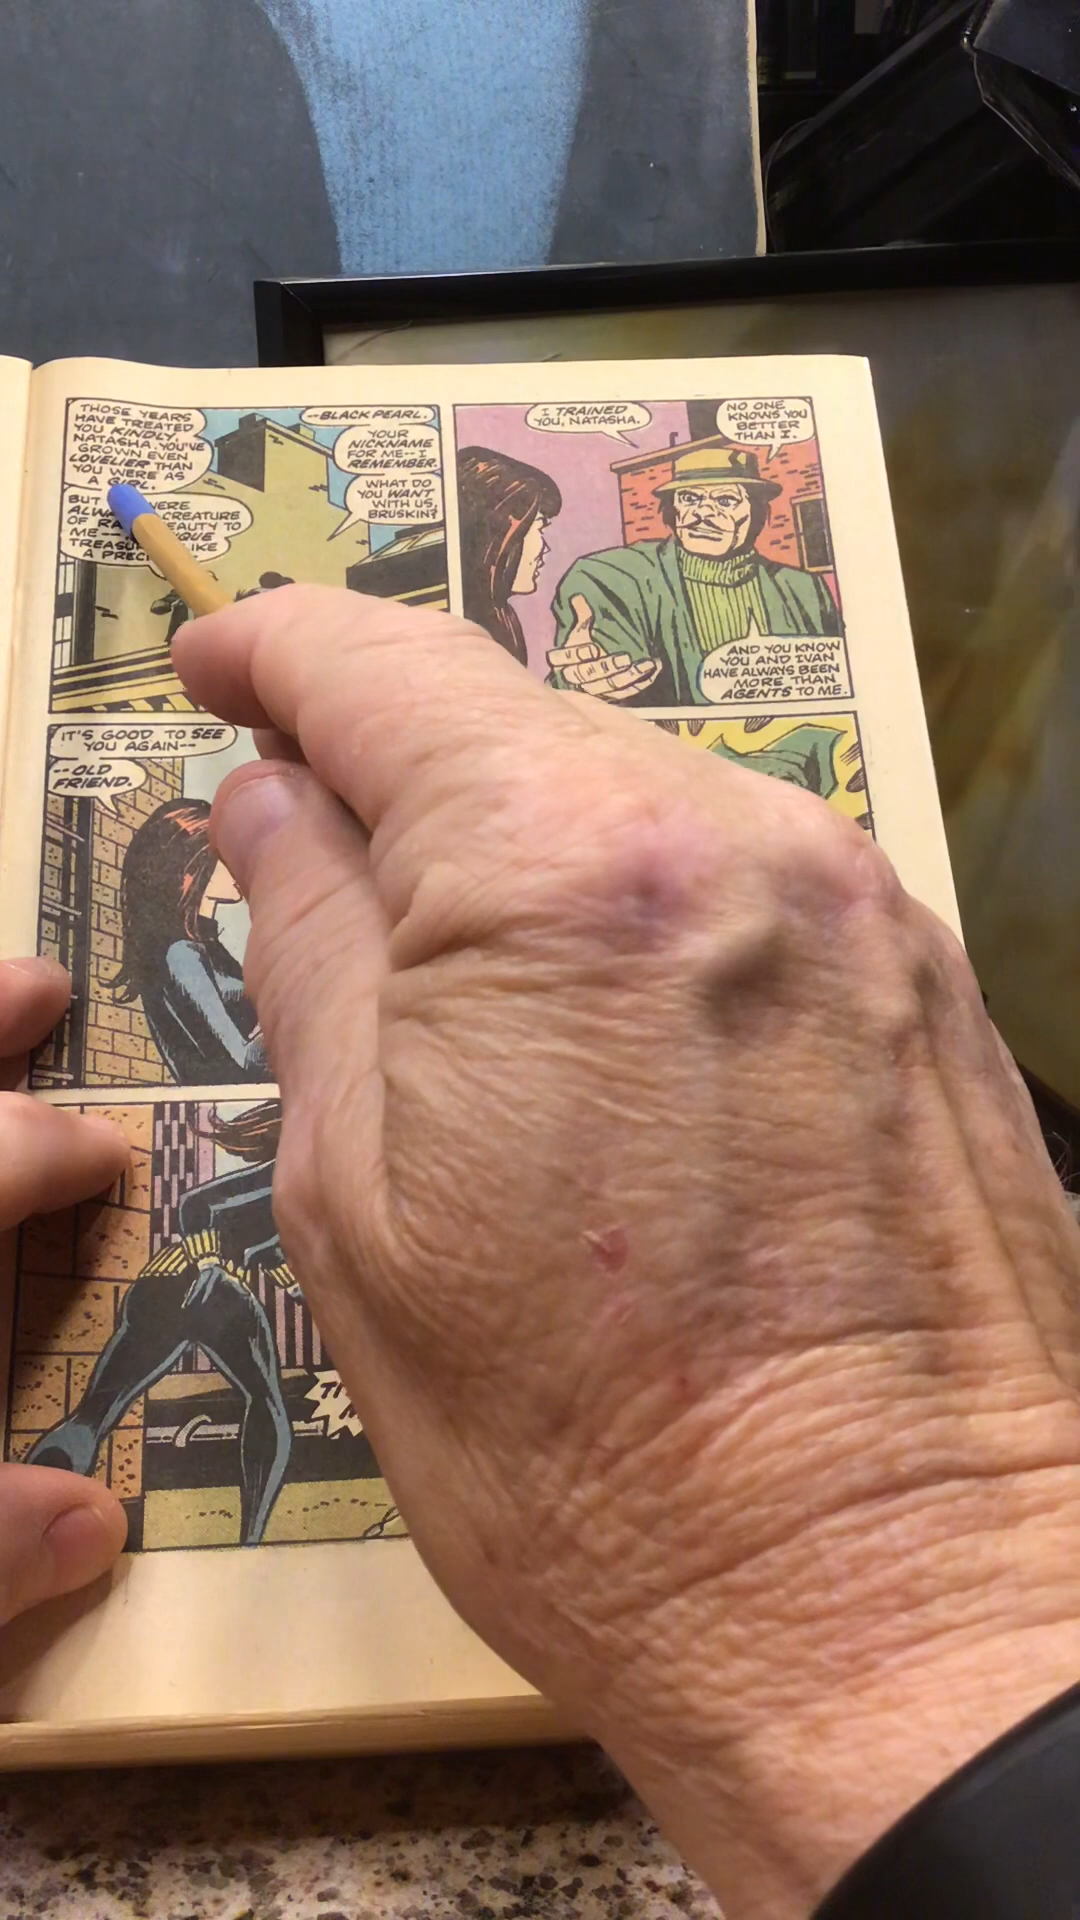 THOSE YEARS
HAVE TREATED
YOU KINDLY,
NATASHA. YOU'VE
GROWN EVEN
LOVELIER THAN
YOU WERE AS
A GIRL.
BUT WERE
CREATURE
OF TO
ME--
A
--BLACK PEARL.
YOUR
NICKNAME
FOR ME--I
REMEMBER.
WHAT DO
YOU WANT
WITH US,
BRUSKIN?
I TRAINED
YOU, NATASHA.
NO ONE
KNOWS YOU
BETTER
THAN I.
AND YOU KNOW
YOU AND IVAN
HAVE ALWAYS BEEN
MORE THAN
AGENTS TO ME.
IT'S GOOD TO SEE
YOU AGAIN--
--OLD
FRIEND.